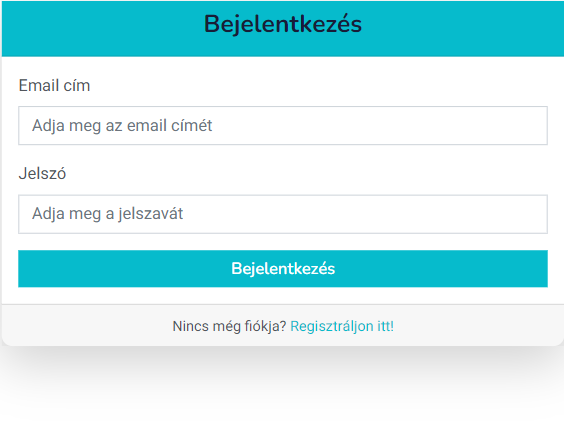 Bejelentkezés
Email cím
Adja meg az email címét
Jelszó
Adja meg a jelszavát
Bejelentkezés
Nincs még fiókja? Regisztráljon itt!